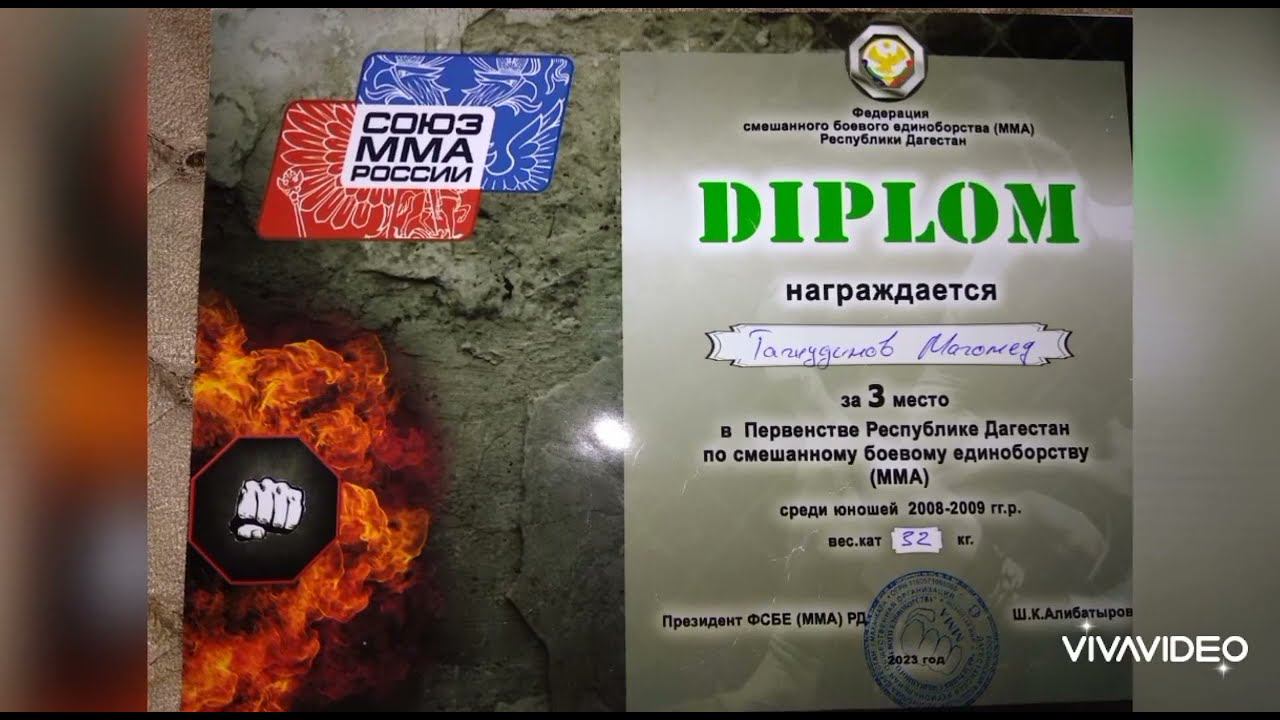 СОЮЗ
ММА
РОССИИ
Федерация
смешанного боевого единоборства (ММА)
Республики Дагестан
DIPLOM
награждается
Тагиудинов Магомед
за 3 место
в Первенстве Республике Дагестан
по смешанному боевому единоборству
(ММА)
среди юношей 2008-2009 гг.р.
вес.кат 32 кг.
Президент ФСБЕ (ММА) РД
Ш.К.Алибатыров
2023 год
VIVAVIDEO